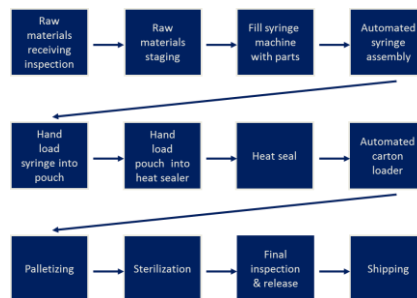 Raw
materials
receiving
inspection
Raw
materials
staging
Fill syringe
machine
with parts
Automated
syringe
assembly
Hand
load
syringe into
pouch
Hand
load
pouch into
heat sealer
Heat seal
Automated
carton
loader
Palletizing
Sterilization
Final
inspection
& release
Shipping